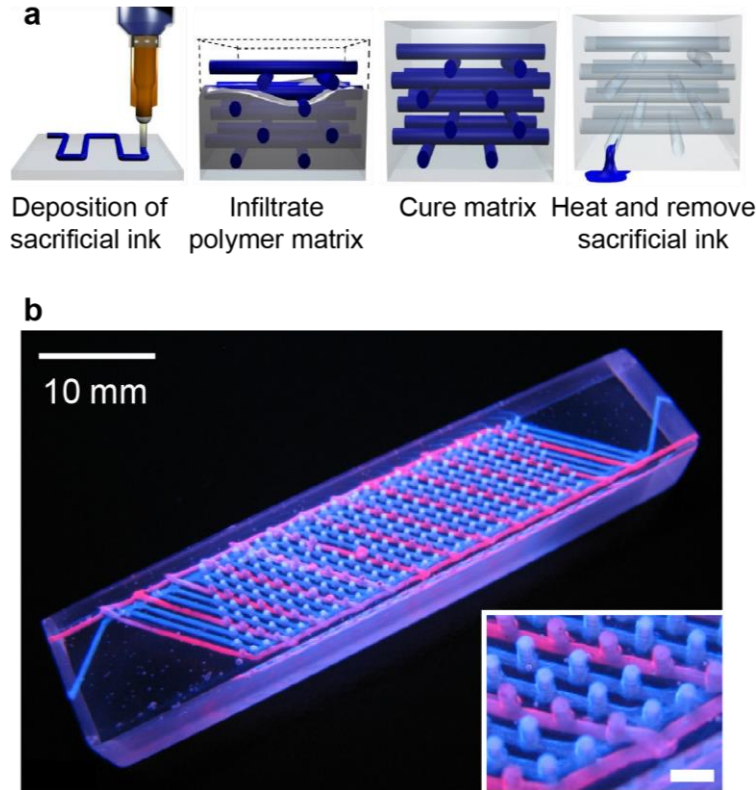 a
Deposition of
sacrificial ink
Infiltrate
polymer matrix
Cure matrix
Heat and remove
sacrificial ink
b
10 mm